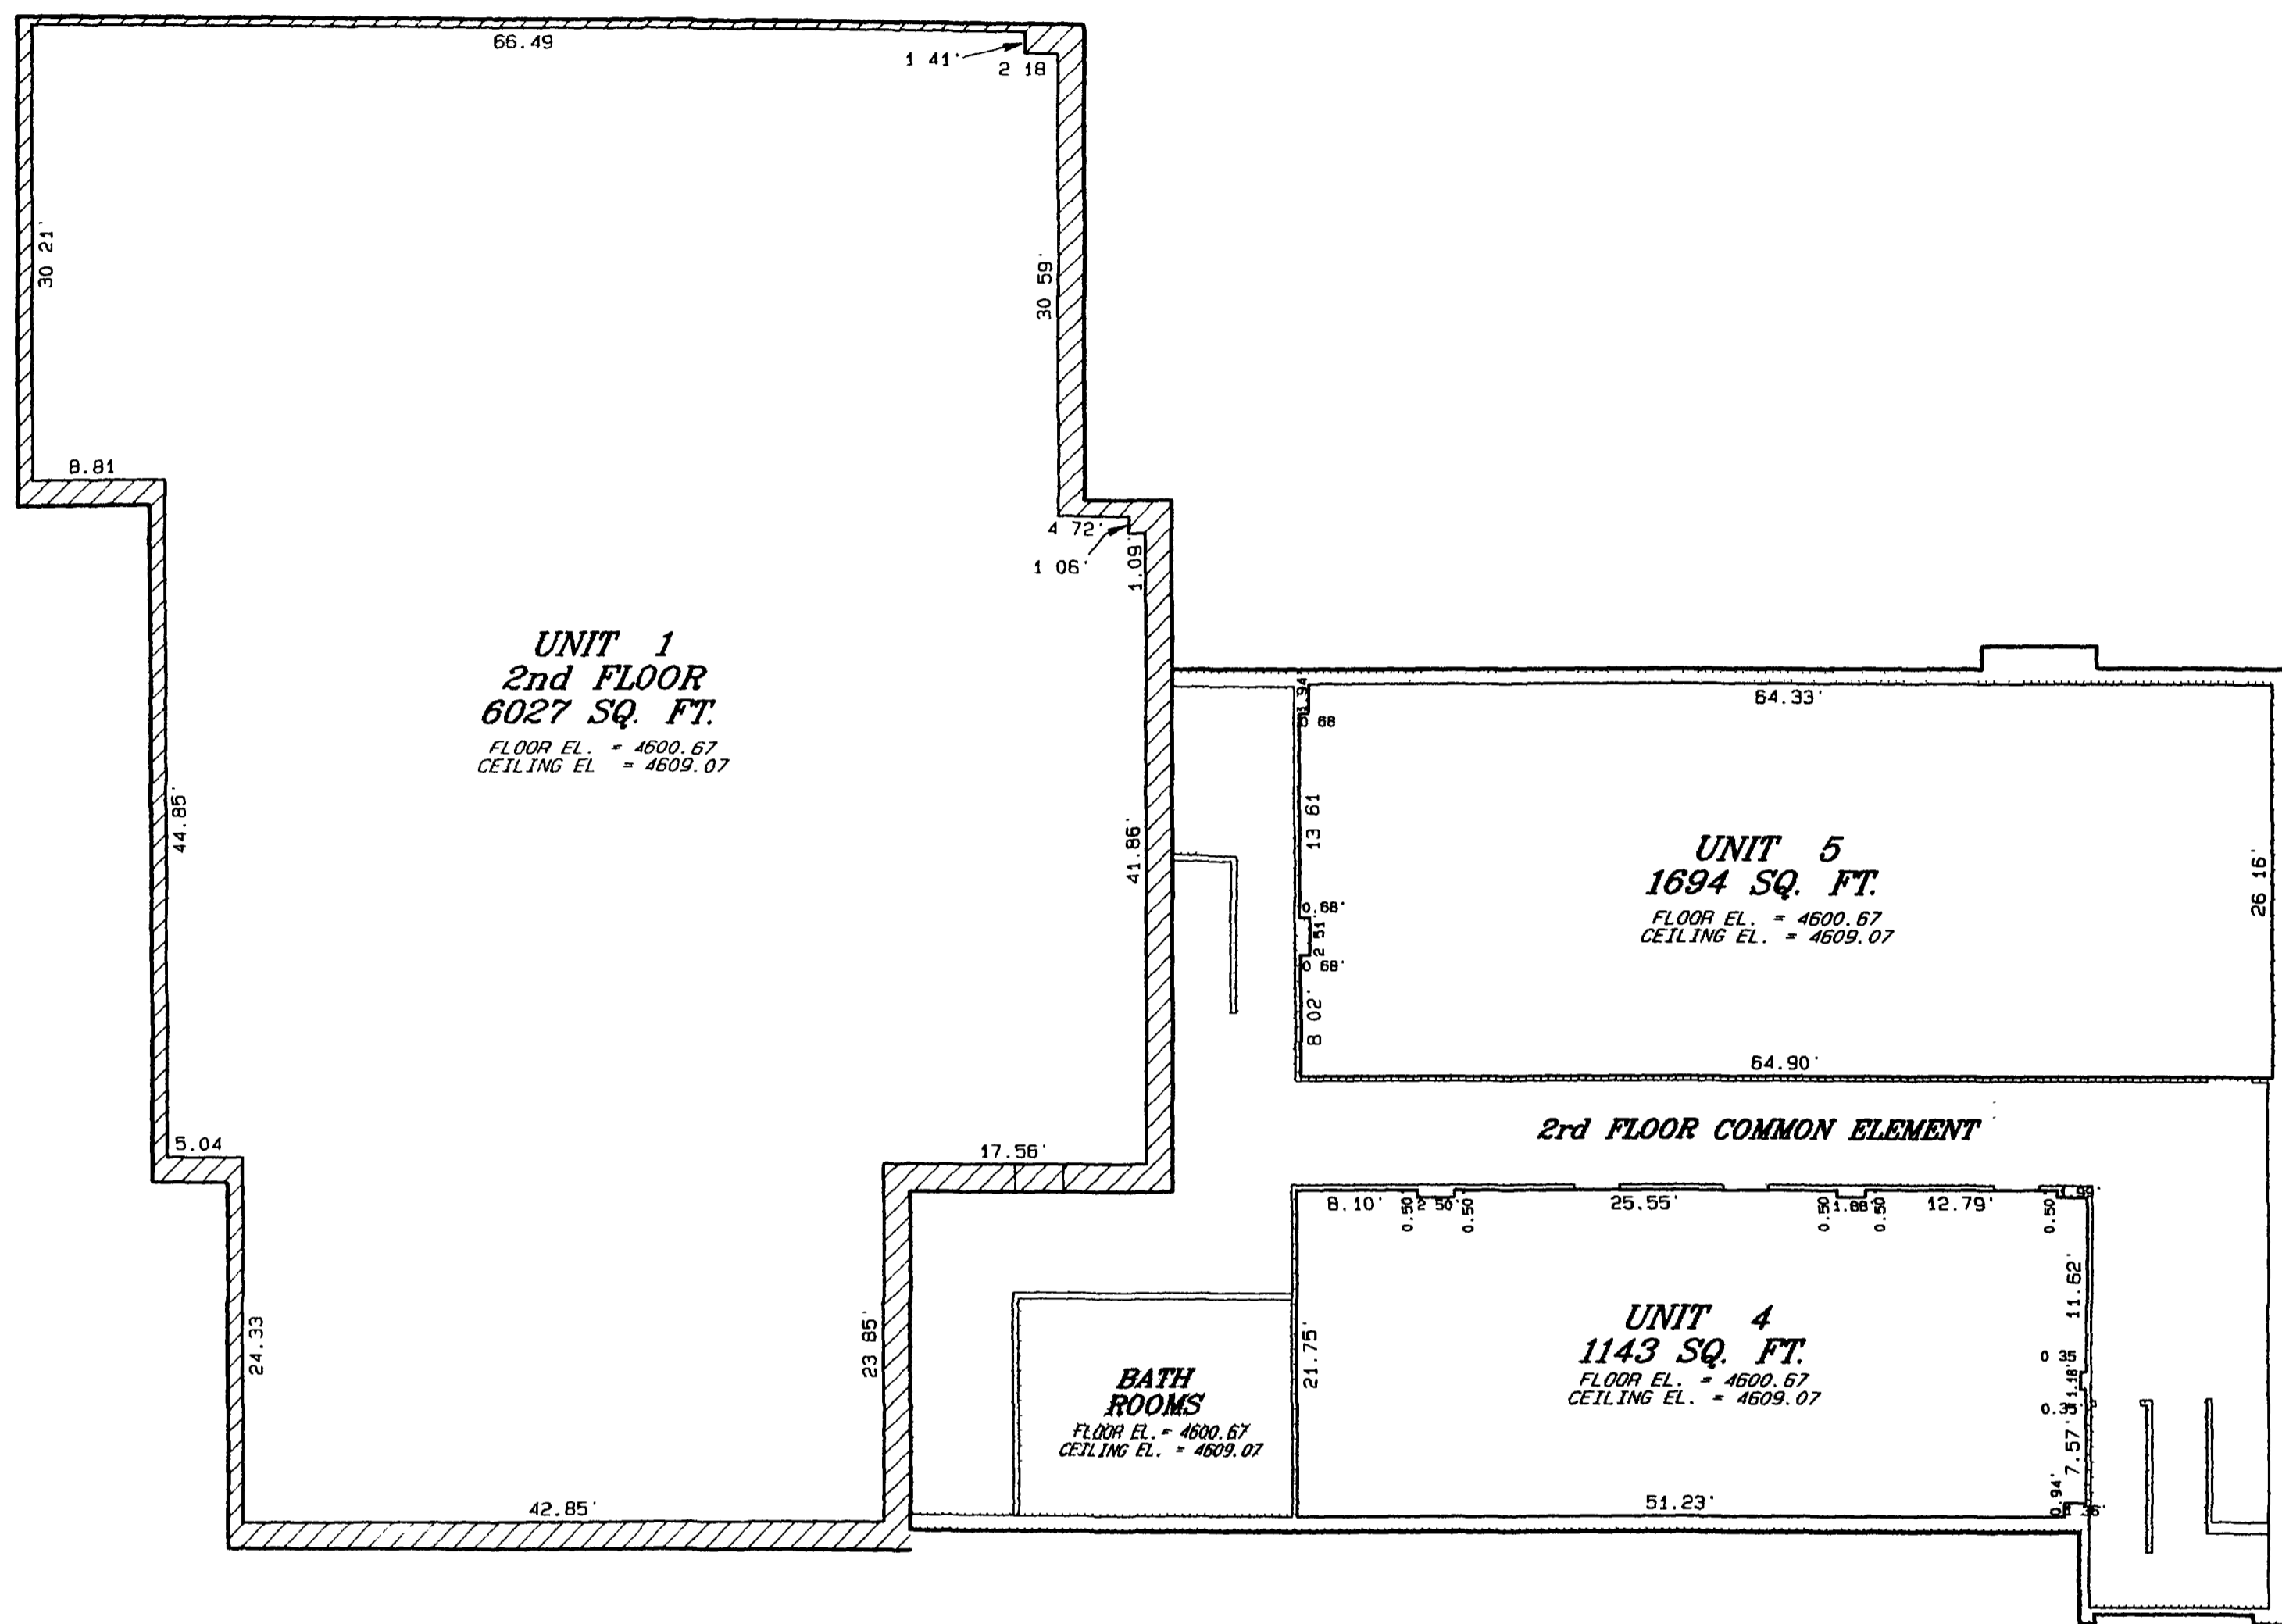 66.49
1 41'
2 18
30 21'
30 59'
8.81
4 72'
1 06'
1.09'
UNIT 1
2nd FLOOR
6027 SQ. FT.
FLOOR EL. = 4600.67
CEILING EL = 4609.07
44.85'
41.86'
5.04
17.56'
24.33
23 85'
42.85'
64.33'
0 68
13 61
UNIT 5
1694 SQ. FT.
FLOOR EL. = 4600.67
CEILING EL. = 4609.07
26 16'
0.68'
2 51'
0 68'
8 02'
64.90'
2rd FLOOR COMMON ELEMENT
8.10'
0.50
2 50'
0.50
25.55'
0.50
1.88'
0.50
12.79'
0.50
11.62'
UNIT 4
1143 SQ. FT.
FLOOR EL. = 4600.67
CEILING EL. = 4609.07
21.75'
0 35
1.18'
0.35'
7.57'
0.94'
51.23'
BATH
ROOMS
FLOOR EL. = 4600.67
CEILING EL. = 4609.07